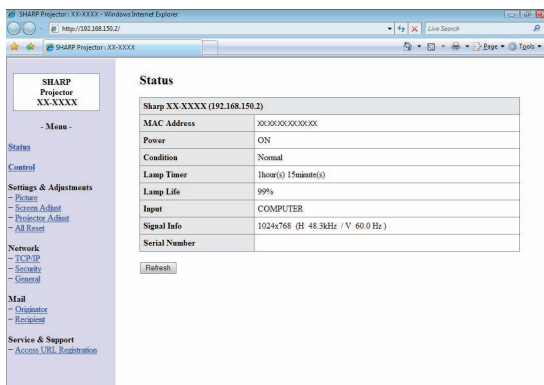 SHARP Projector : XX-XXXX - Windows Internet Explorer
http://192.168.150.2/
Live Search
SHARP Projector : XX-XXXX
Page
Tools
SHARP
Projector
XX-XXXX
- Menu -
Status
Control
Settings & Adjustments
– Picture
– Screen Adjust
– Projector Adjust
– All Reset
Network
– TCP/IP
– Security
– General
Mail
– Originator
– Recipient
Service & Support
– Access URL Registration
Status
Sharp XX-XXXX (192.168.150.2)
MAC Address XX:XX:XX:XX:XX:XX
Power ON
Condition Normal
Lamp Timer 1hour(s) 15minute(s)
Lamp Life 99%
Input COMPUTER
Signal Info 1024x768 (H 48.3kHz / V 60.0 Hz )
Serial Number
Refresh